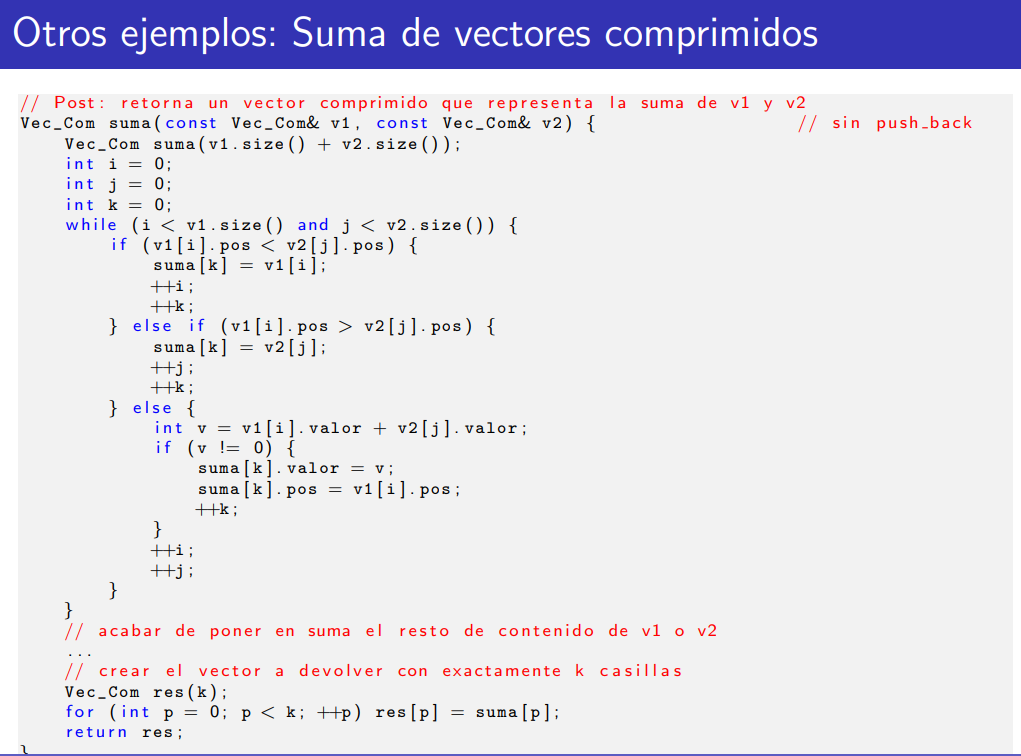 Otros ejemplos: Suma de vectores comprimidos
// Post: retorna un vector comprimido que representa la suma de v1 y v2
Vec_Com suma(const Vec_Com& v1, const Vec_Com& v2) { // sin push_back
Vec_Com suma(v1.size() + v2.size());
int i = 0;
int j = 0;
int k = 0;
while (i < v1.size() and j < v2.size()) {
if (v1[i].pos < v2[j].pos) {
suma[k] = v1[i];
++i;
++k;
} else if (v1[i].pos > v2[j].pos) {
suma[k] = v2[j];
++j;
++k;
} else {
int v = v1[i].valor + v2[j].valor;
if (v != 0) {
suma[k].valor = v;
suma[k].pos = v1[i].pos;
++k;
}
++i;
++j;
}
}
// acabar de poner en suma el resto de contenido de v1 o v2
...
// crear el vector a devolver con exactamente k casillas
Vec_Com res(k);
for (int p = 0; p < k; ++p) res[p] = suma[p];
return res;
}